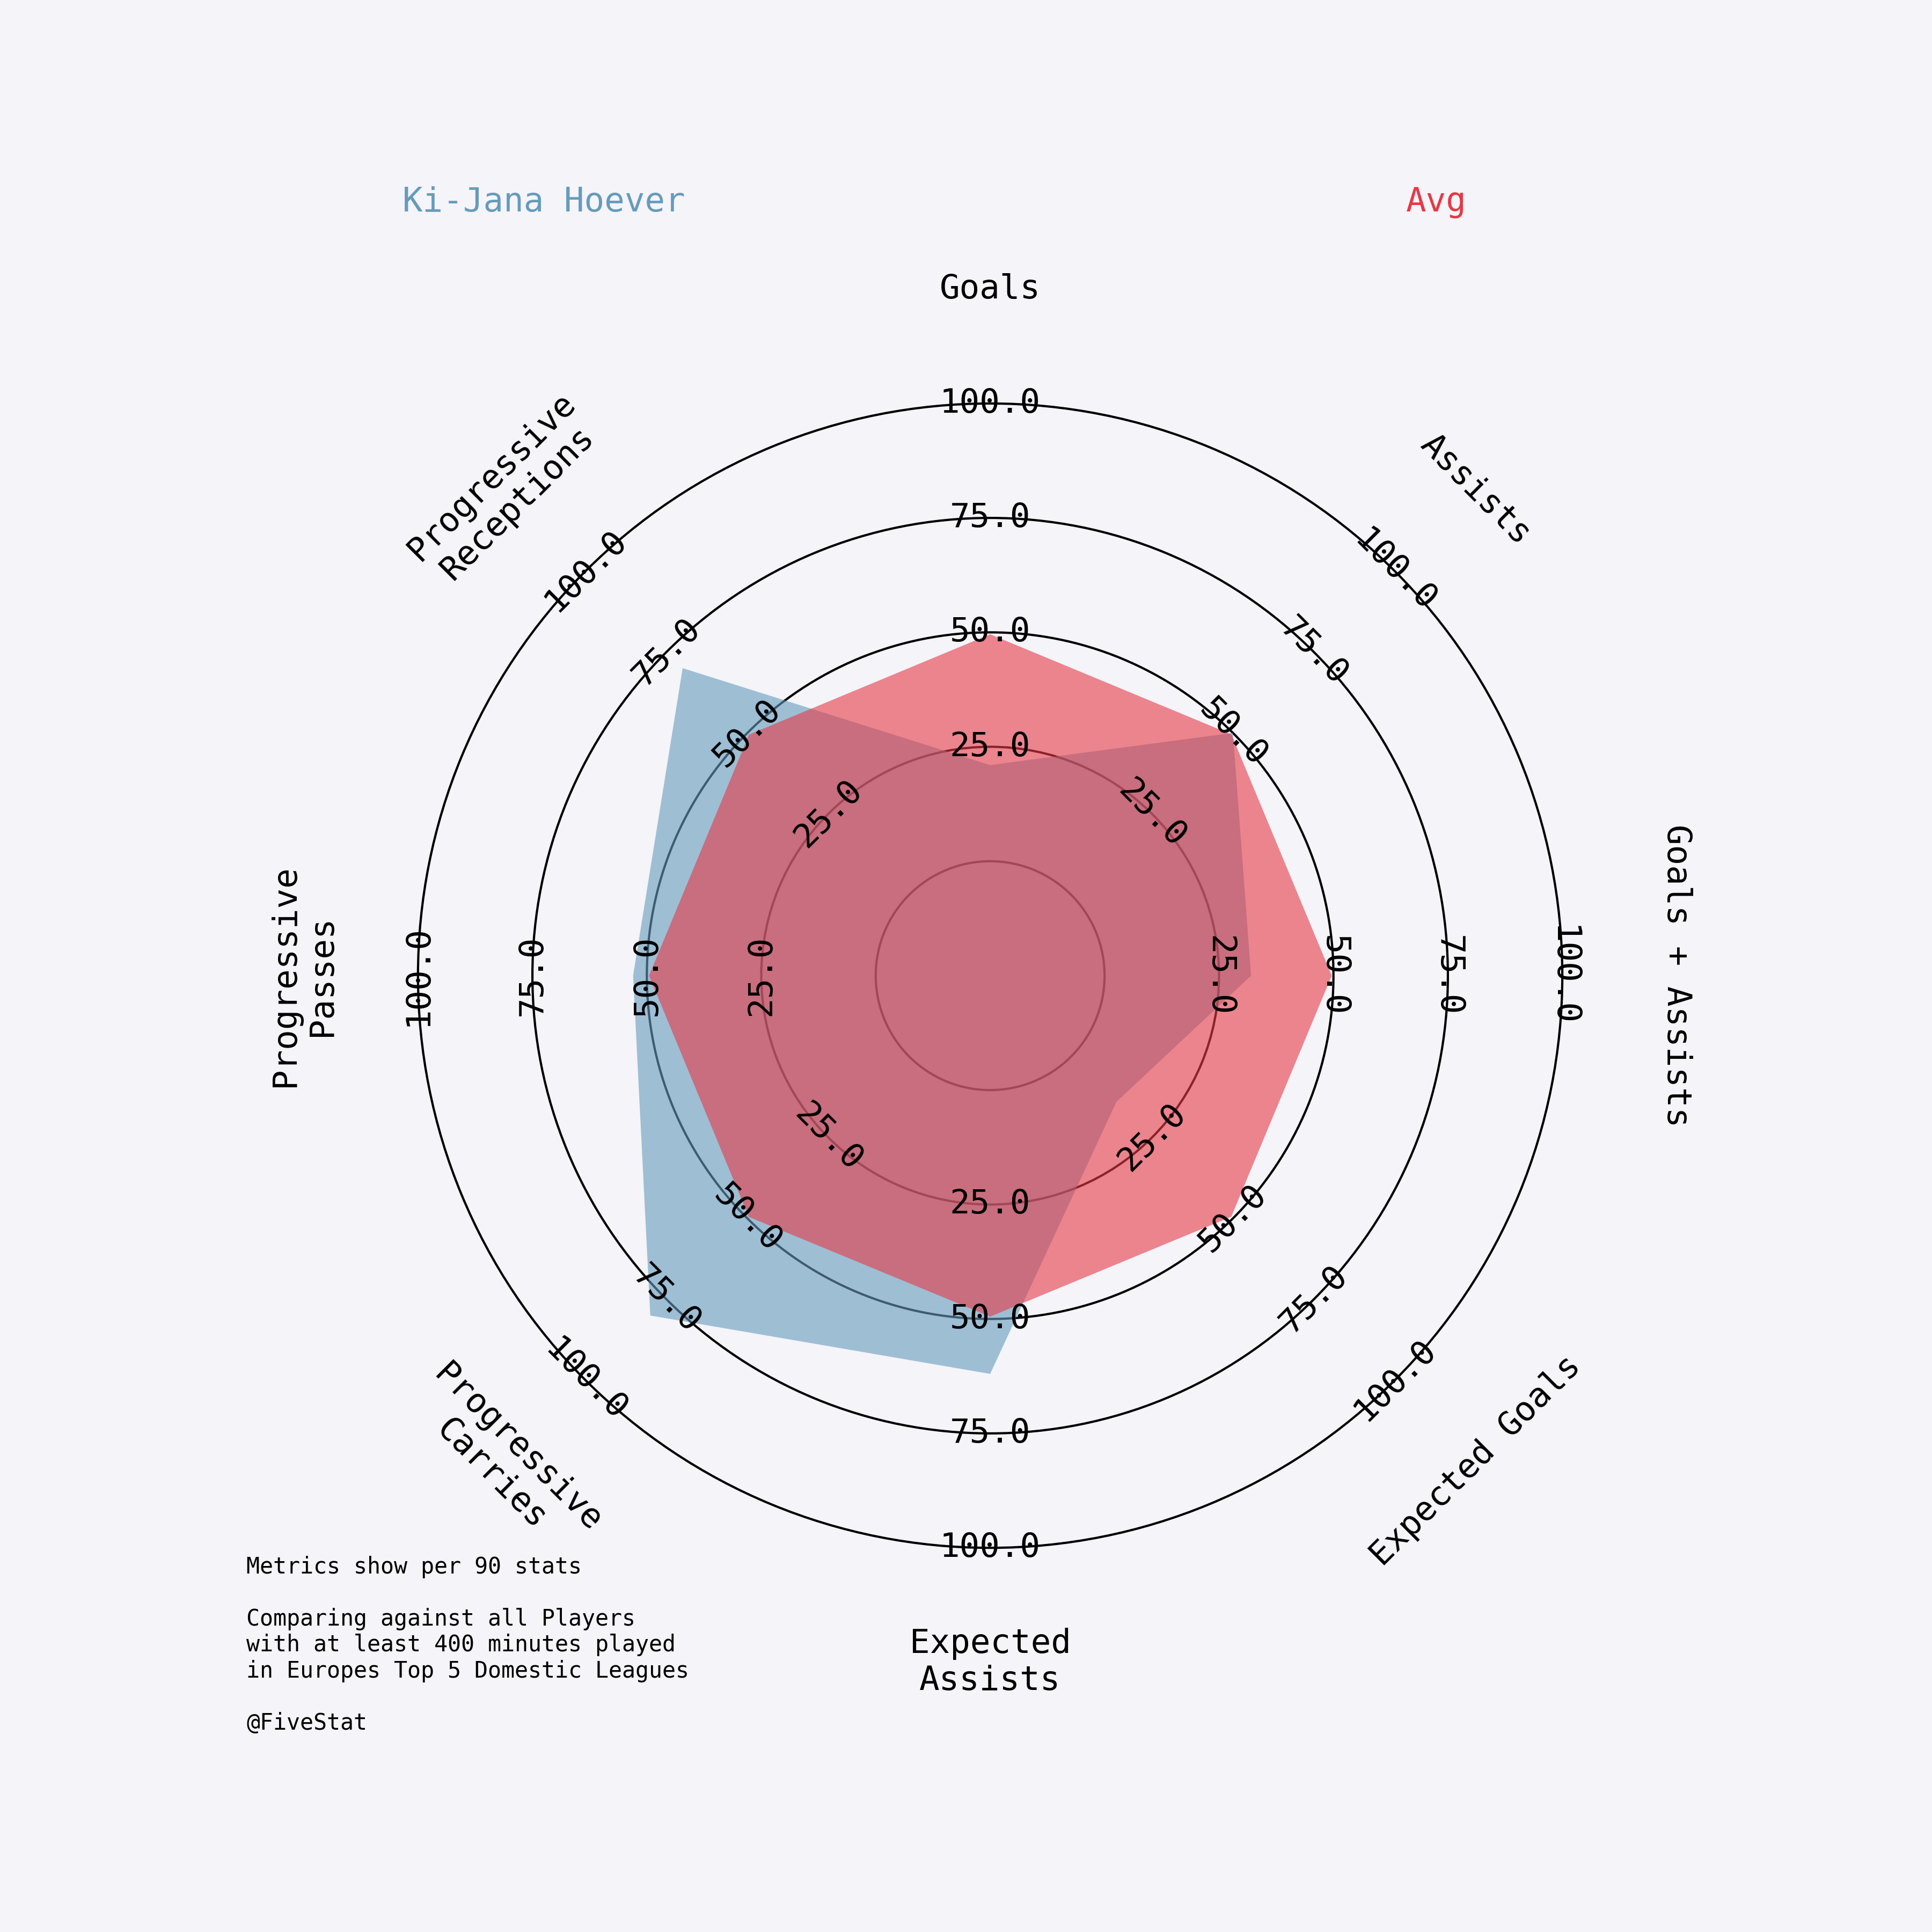 Ki-Jana Hoever
Avg
Goals
Assists
Goals + Assists
Expected Goals
Expected
Assists
Progressive
Carries
Progressive
Passes
Progressive
Receptions
25.0
50.0
75.0
100.0
25.0
50.0
75.0
100.0
25.0
50.0
75.0
100.0
25.0
50.0
75.0
100.0
25.0
50.0
75.0
100.0
25.0
50.0
75.0
100.0
25.0
50.0
75.0
100.0
25.0
50.0
75.0
100.0
Metrics show per 90 stats
Comparing against all Players
with at least 400 minutes played
in Europes Top 5 Domestic Leagues
@FiveStat